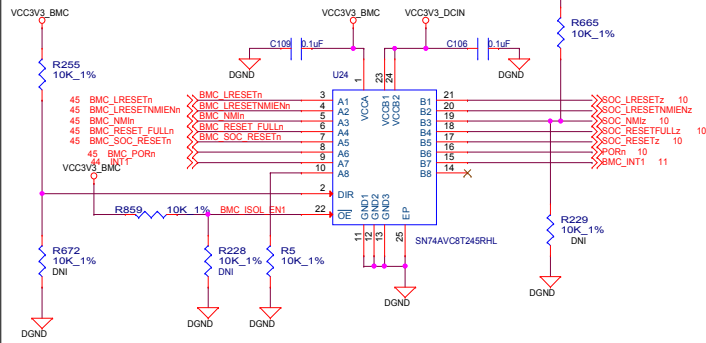 VCC3V3_BMC
VCC3V3_BMC
VCC3V3_DCIN
R665
10K_1%
C109
0.1uF
C106
0.1uF
R255
10K_1%
DGND
DGND
U24
1
23
24
VCCA
VCCB1
VCCB2
45 BMC_LRESETn
BMC_LRESETn
3
A1
B1
21
SOC_LRESETz 10
45 BMC_LRESETNMIENn
BMC_LRESETNMIENn
4
A2
B2
20
SOC_LRESETNMIENz
45 BMC_NMIn
BMC_NMIn
5
A3
B3
19
SOC_NMIz 10
45 BMC_RESET_FULLn
BMC_RESET_FULLn
6
A4
B4
18
SOC_RESETFULLz 10
45 BMC_SOC_RESETn
BMC_SOC_RESETn
7
A5
B5
17
SOC_RESETz 10
45 BMC_PORn
8
A6
B6
16
PORn 10
44 INT1
9
A7
B7
15
BMC_INT1 11
VCC3V3_BMC
10
A8
B8
14
2
DIR
R859
10K_1%
BMC_ISOL_EN1
22
OE
GND1
GND2
GND3
EP
11
12
13
25
SN74AVC8T245RHL
R672
10K_1%
DNI
R228
10K_1%
DNI
R5
10K_1%
R229
10K_1%
DNI
DGND
DGND
DGND
DGND
DGND